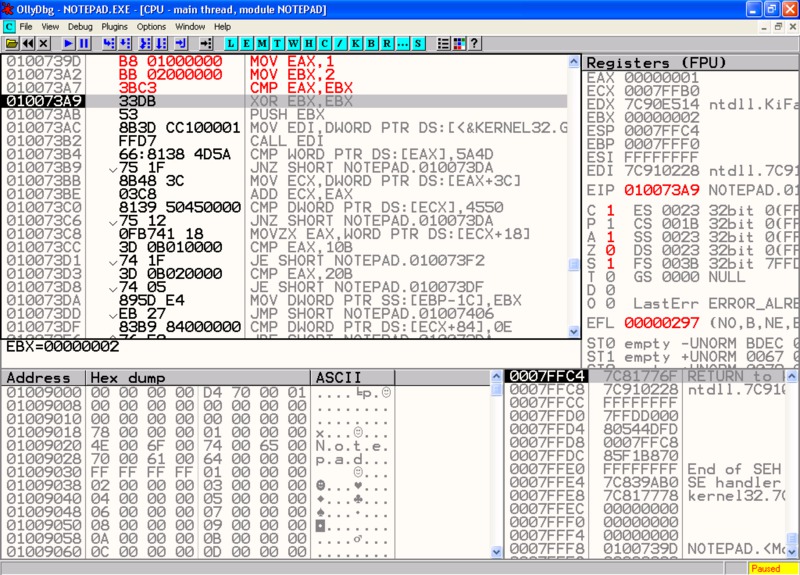 OllyDbg - NOTEPAD.EXE - [CPU - main thread, module NOTEPAD]
C File View Debug Plugins Options Window Help
L E M T W H C / K B R ... S ?
0100739D B8 01000000 MOV EAX,1
010073A2 BB 02000000 MOV EBX,2
010073A7 3BC3 CMP EAX,EBX
010073A9 33DB XOR EBX,EBX
010073AB 53 PUSH EBX
010073AC 8B3D CC100001 MOV EDI,DWORD PTR DS:[<&KERNEL32.G
010073B2 FFD7 CALL EDI
010073B4 66:8138 4D5A CMP WORD PTR DS:[EAX],5A4D
010073B9 75 1F JNZ SHORT NOTEPAD.010073DA
010073BB 8B48 3C MOV ECX,DWORD PTR DS:[EAX+3C]
010073BE 03C8 ADD ECX,EAX
010073C0 8139 50450000 CMP DWORD PTR DS:[ECX],4550
010073C6 75 12 JNZ SHORT NOTEPAD.010073DA
010073C8 0FB741 18 MOVZX EAX,WORD PTR DS:[ECX+18]
010073CC 3D 0B010000 CMP EAX,10B
010073D1 74 1F JE SHORT NOTEPAD.010073F2
010073D3 3D 0B020000 CMP EAX,20B
010073D8 74 05 JE SHORT NOTEPAD.010073DF
010073DA 895D E4 MOV DWORD PTR SS:[EBP-1C],EBX
010073DD EB 27 JMP SHORT NOTEPAD.01007406
010073DF 83B9 84000000 CMP DWORD PTR DS:[ECX+84],0E
EBX=00000002
Registers (FPU)
EAX 00000001
ECX 0007FFB0
EDX 7C90E514 ntdll.KiFa
EBX 00000002
ESP 0007FFC4
EBP 0007FFF0
ESI FFFFFFFF
EDI 7C910228 ntdll.7C91
EIP 010073A9 NOTEPAD.01
C 1 ES 0023 32bit 0(FF
P 1 CS 001B 32bit 0(FF
A 1 SS 0023 32bit 0(FF
Z 0 DS 0023 32bit 0(FF
S 1 FS 003B 32bit 7FFD
T 0 GS 0000 NULL
D 0
O 0 LastErr ERROR_ALRE
EFL 00000297 (NO,B,NE,B
ST0 empty -UNORM BDEC 0
ST1 empty +UNORM 0067 0
Address Hex dump ASCII
01009000 00 00 00 00 D4 70 00 01 ....╘p.☺
01009008 00 00 00 00 00 00 00 00 ........
01009010 00 00 00 00 00 00 00 00 ........
01009018 78 00 00 00 01 00 00 00 x...☺...
01009020 4E 00 6F 00 74 00 65 00 N.o.t.e.
01009028 70 00 61 00 64 00 00 00 p.a.d...
01009030 FF FF FF FF 01 00 00 00 ☺...
01009038 02 00 00 00 03 00 00 00 ☻...♥...
01009040 04 00 00 00 05 00 00 00 ♦...♣...
01009048 06 00 00 00 07 00 00 00 ♠...•...
01009050 08 00 00 00 09 00 00 00 ◘.......
01009058 0A 00 00 00 0B 00 00 00 ....♂...
01009060 0C 00 00 00 0D 00 00 00 ........
0007FFC4 7C81776F RETURN to
0007FFC8 7C910228 ntdll.7C910
0007FFCC FFFFFFFF
0007FFD0 7FFDD000
0007FFD4 80544DFD
0007FFD8 0007FFC8
0007FFDC 85F1B870
0007FFE0 FFFFFFFF End of SEH
0007FFE4 7C839AB0 SE handler
0007FFE8 7C817778 kernel32.7C
0007FFEC 00000000
0007FFF0 00000000
0007FFF4 00000000
0007FFF8 0100739D NOTEPAD.<Mo
Paused